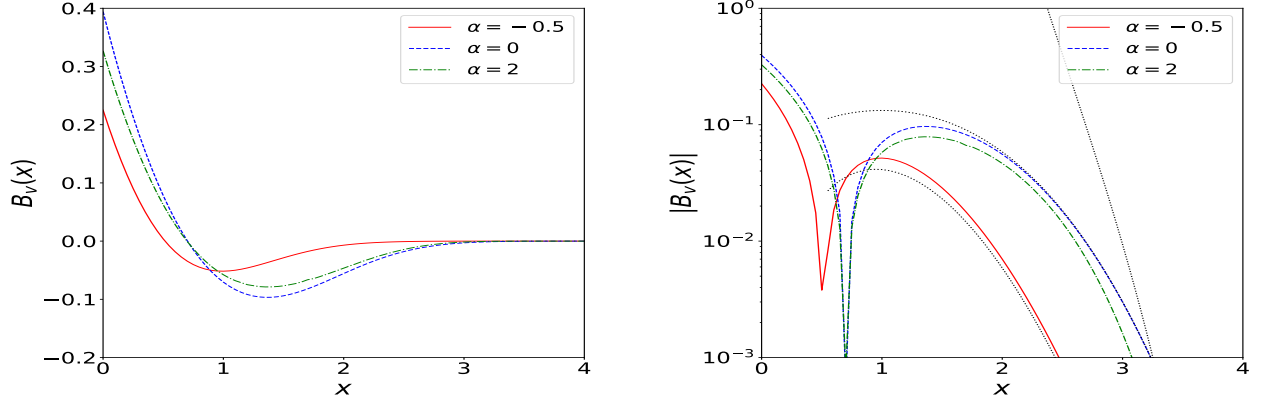 0.4
0.3
0.2
0.1
0.0
−0.1
−0.2
0 1 2 3 4
x
B_ν(x)
α = −0.5
α = 0
α = 2
10^0
10^−1
10^−2
10^−3
0 1 2 3 4
x
|B_ν(x)|
α = −0.5
α = 0
α = 2